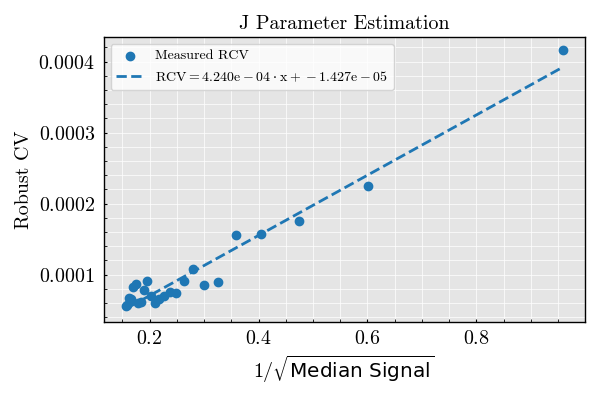 J Parameter Estimation
Measured RCV
RCV = 4.240e − 04 · x + −1.427e − 05
Robust CV
0.0004
0.0003
0.0002
0.0001
0.2 0.4 0.6 0.8
1/√Median Signal